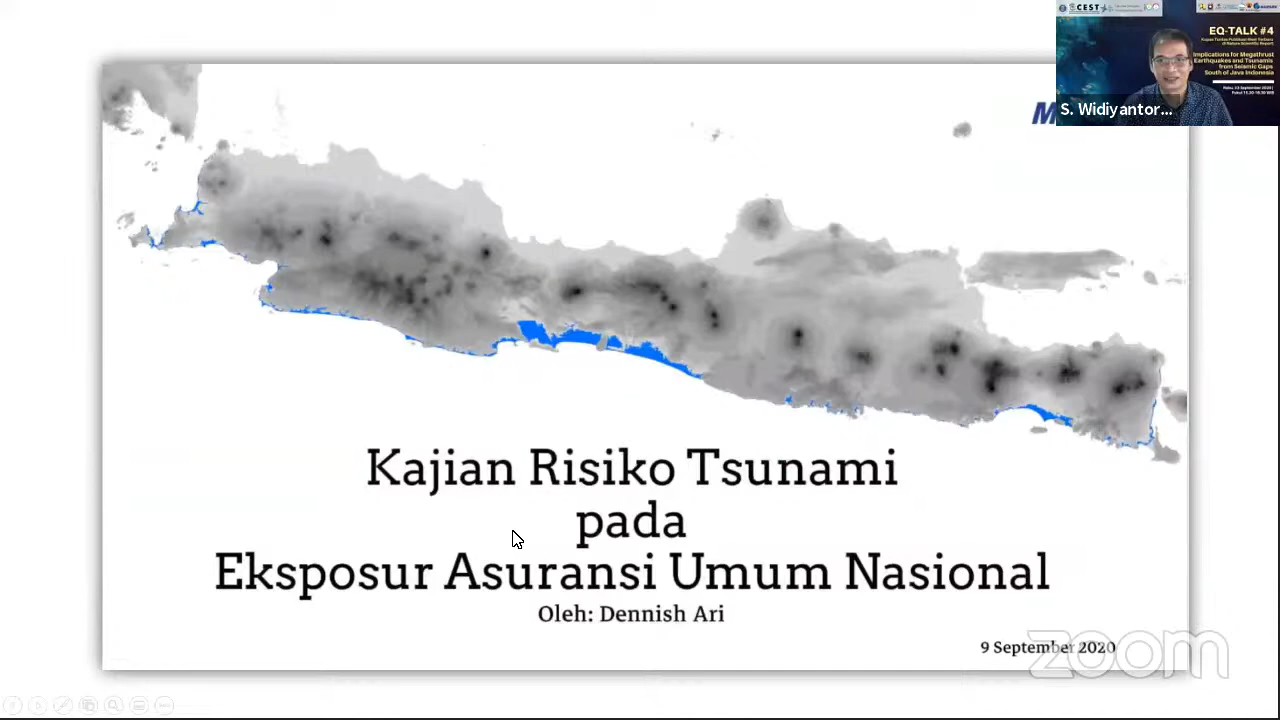 CEST
EQ-TALK #4
Implications for Megathrust
Earthquakes and Tsunamis
from Seismic Gaps
South of Java Indonesia
S. Widiyantor...
M
Kajian Risiko Tsunami
pada
Eksposur Asuransi Umum Nasional
Oleh: Dennish Ari
9 September 2020
zoom